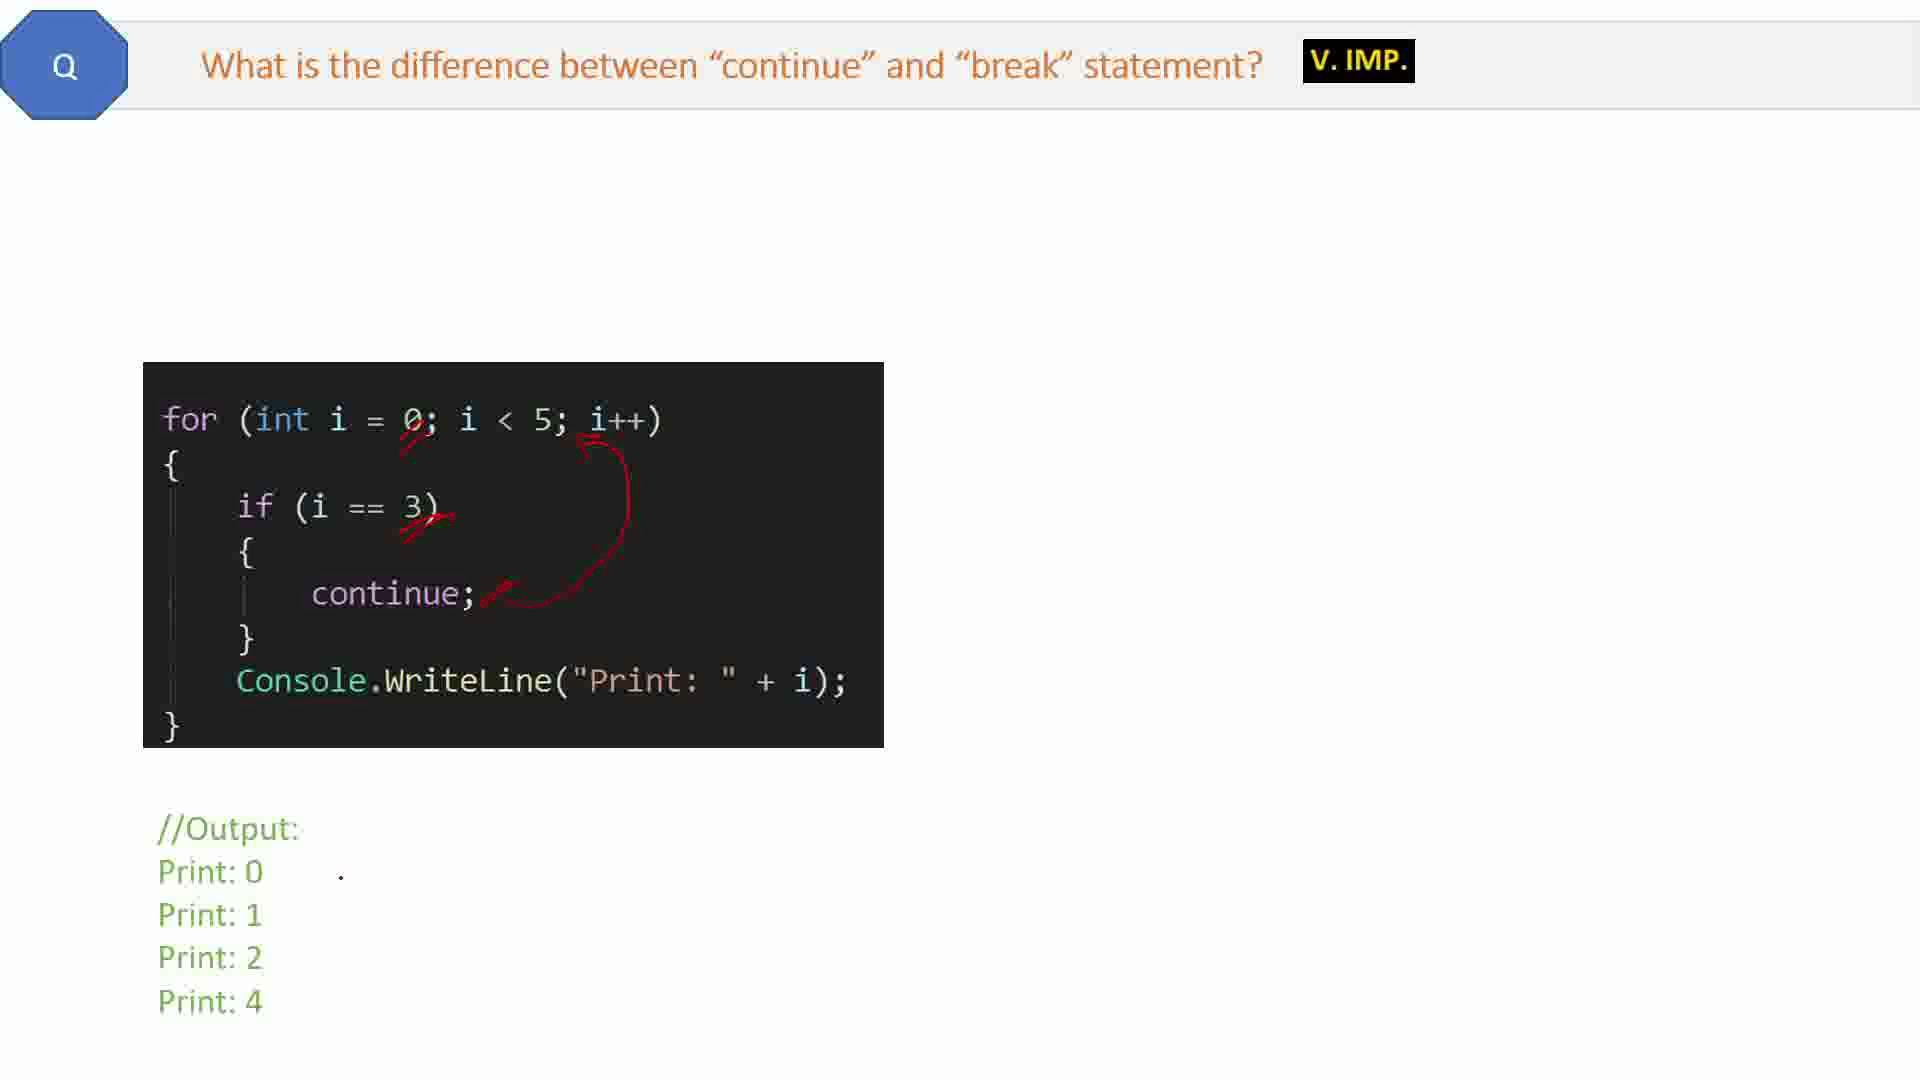 Q
What is the difference between “continue” and “break” statement? V. IMP.
for (int i = 0; i < 5; i++)
{
if (i == 3)
{
continue;
}
Console.WriteLine("Print: " + i);
}
//Output:
Print: 0
Print: 1
Print: 2
Print: 4